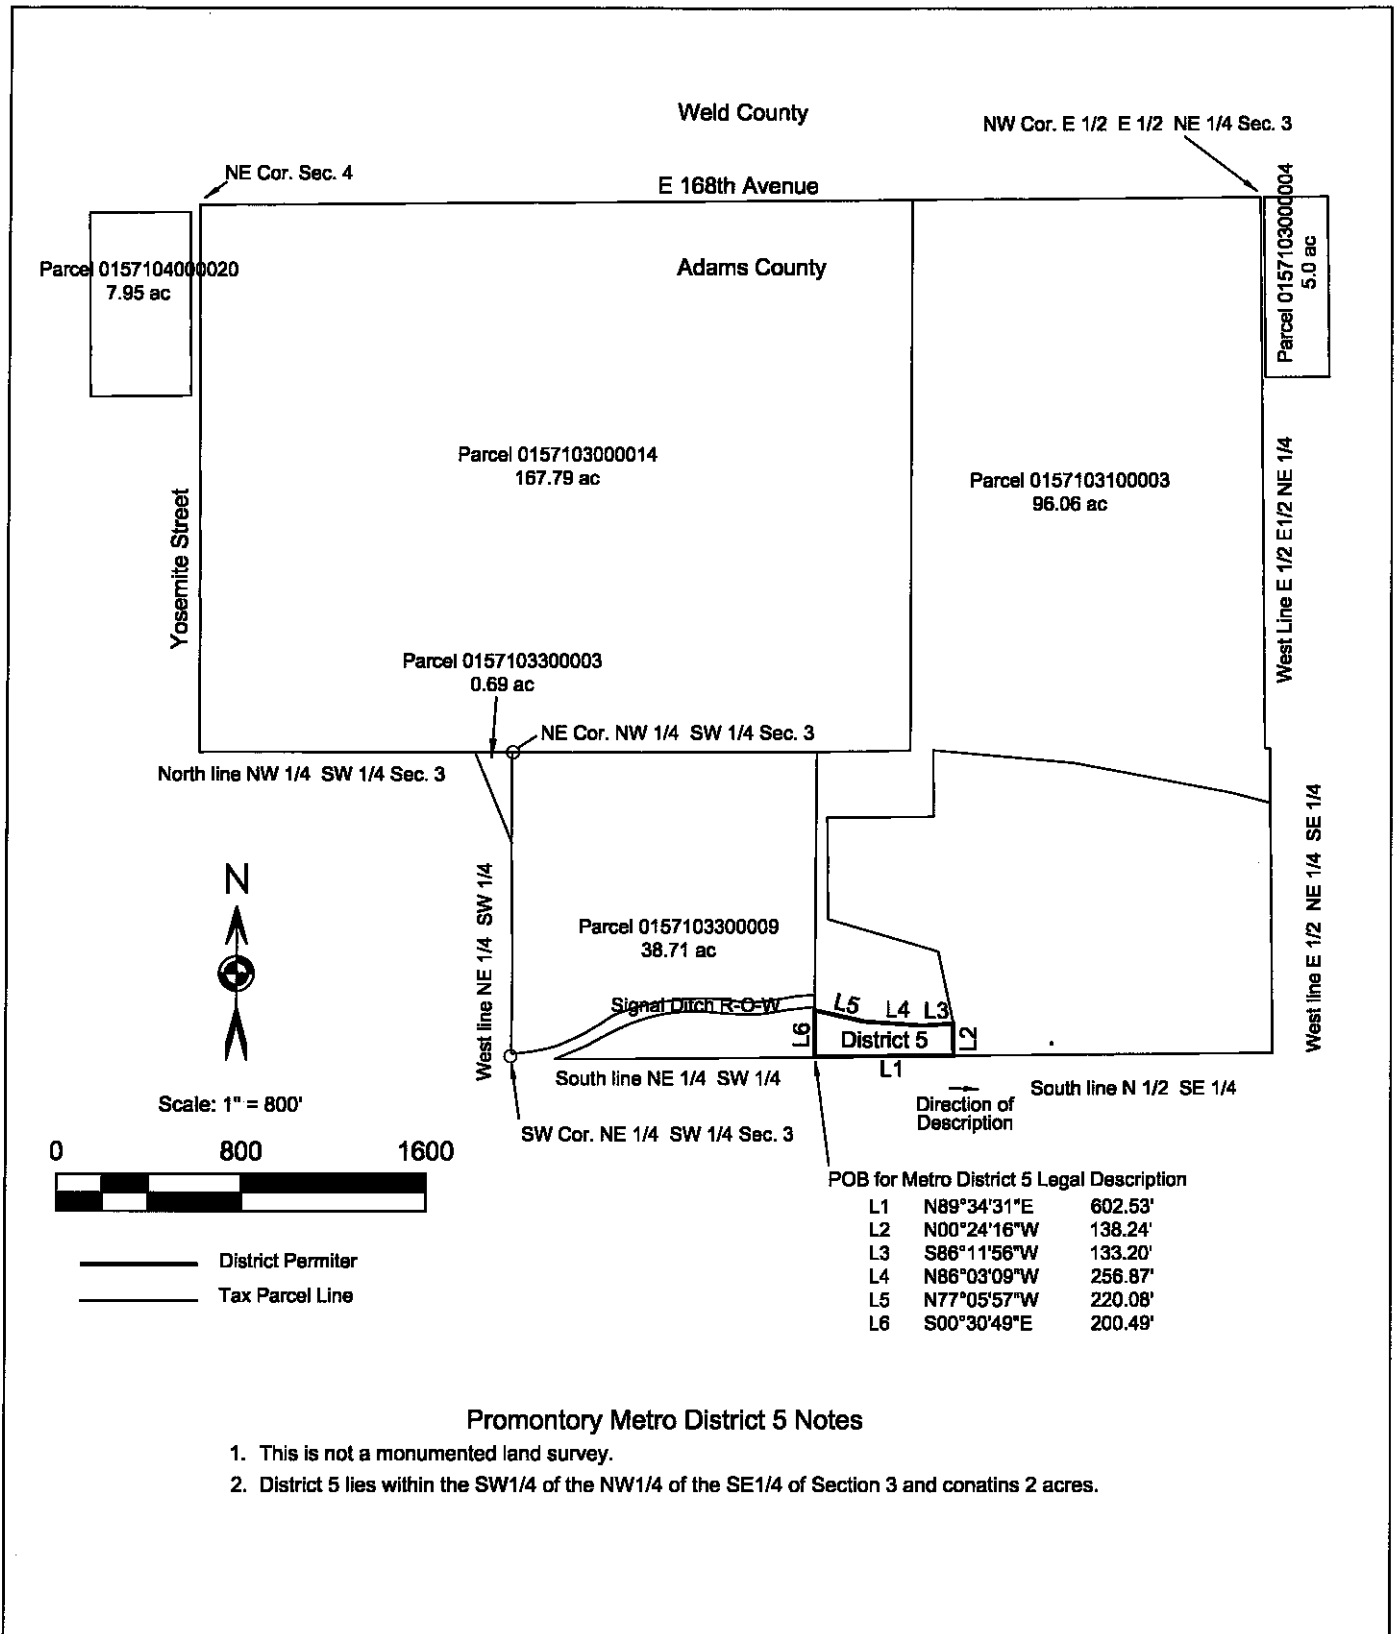 Weld County
NW Cor. E 1/2 E 1/2 NE 1/4 Sec. 3
NE Cor. Sec. 4
E 168th Avenue
Parcel 0157104000020
7.95 ac
Adams County
Parcel 0157103000004
5.0 ac
Parcel 0157103000014
167.79 ac
Parcel 0157103100003
96.06 ac
Yosemite Street
West Line E 1/2 E1/2 NE 1/4
Parcel 0157103300003
0.69 ac
NE Cor. NW 1/4 SW 1/4 Sec. 3
North line NW 1/4 SW 1/4 Sec. 3
N
West line NE 1/4 SW 1/4
Parcel 0157103300009
38.71 ac
West line E 1/2 NE 1/4 SE 1/4
Signal Ditch R-O-W
L5
L4
L3
L6
District 5
L2
L1
South line NE 1/4 SW 1/4
South line N 1/2 SE 1/4
Direction of
Description
Scale: 1" = 800'
SW Cor. NE 1/4 SW 1/4 Sec. 3
0 800 1600
POB for Metro District 5 Legal Description
L1 N89°34'31"E 602.53'
L2 N00°24'16"W 138.24'
L3 S86°11'56"W 133.20'
L4 N86°03'09"W 256.87'
L5 N77°05'57"W 220.08'
L6 S00°30'49"E 200.49'
District Permiter
Tax Parcel Line
Promontory Metro District 5 Notes
1. This is not a monumented land survey.
2. District 5 lies within the SW1/4 of the NW1/4 of the SE1/4 of Section 3 and conatins 2 acres.